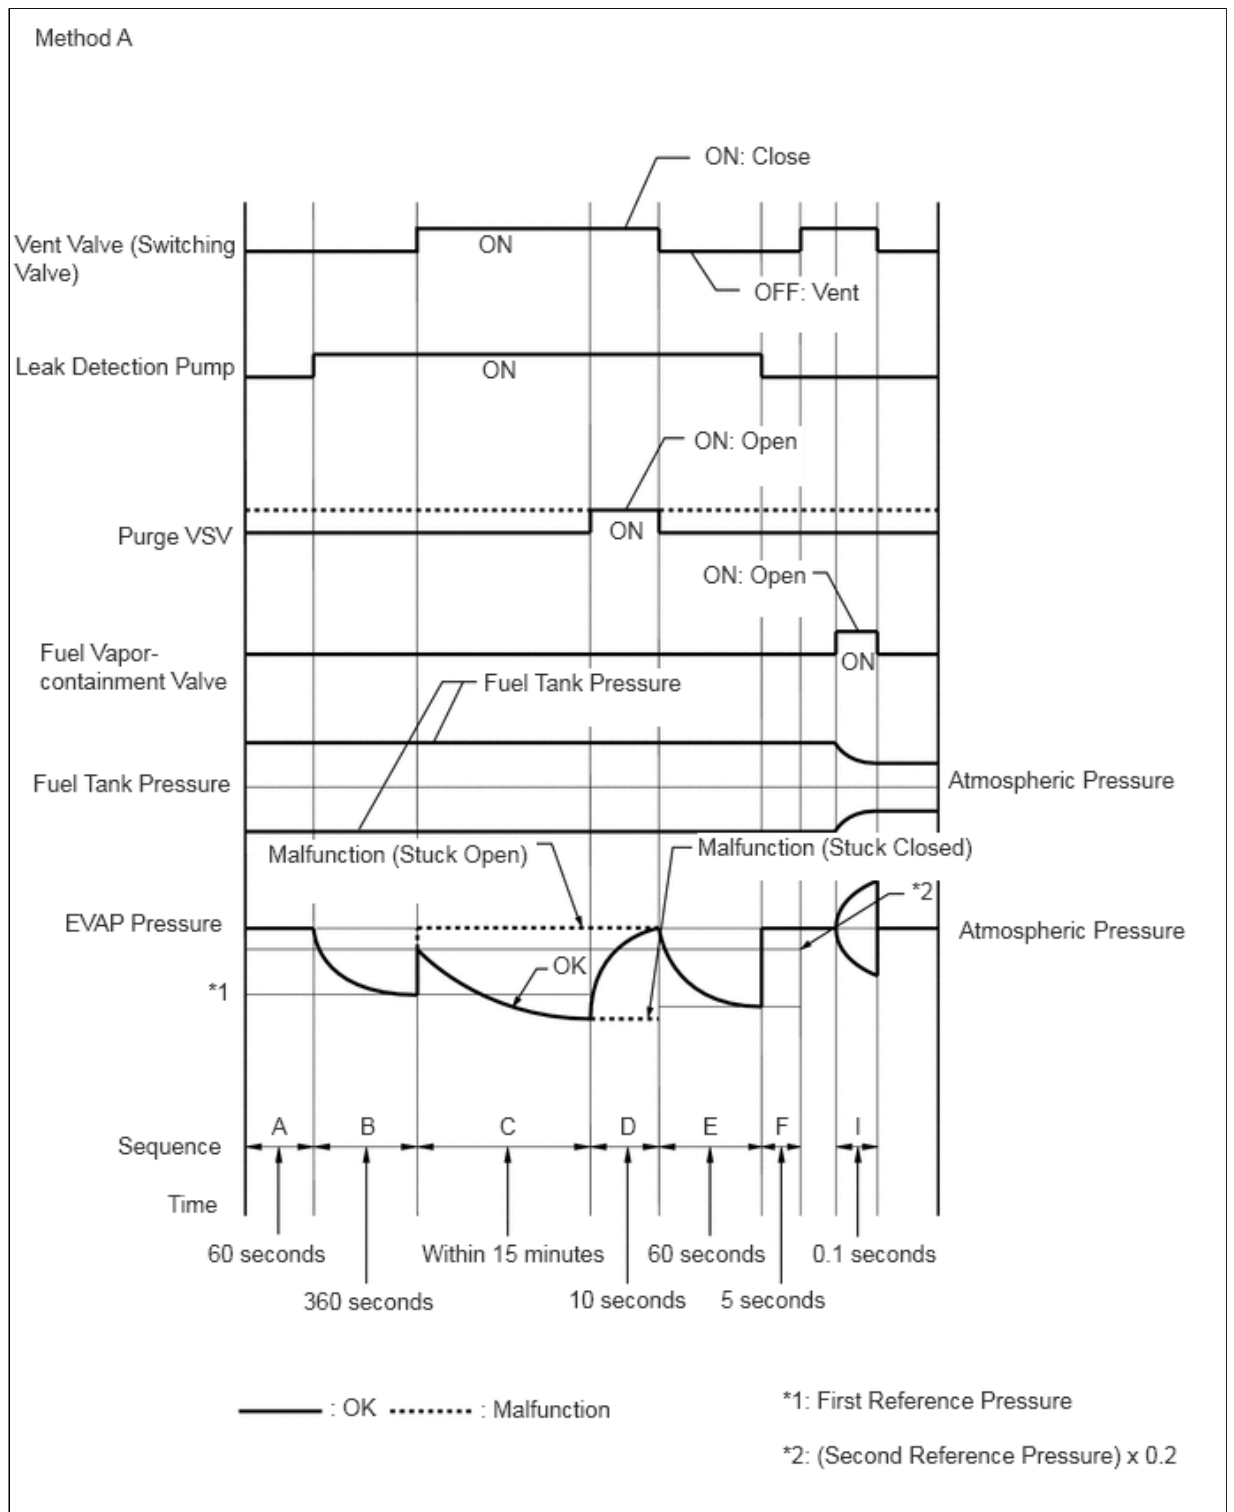 Method A
ON: Close
Vent Valve (Switching
Valve)
ON
OFF: Vent
Leak Detection Pump
ON
ON: Open
Purge VSV
ON
ON: Open
Fuel Vapor-
containment Valve
ON
Fuel Tank Pressure
Fuel Tank Pressure
Atmospheric Pressure
Malfunction (Stuck Open)
Malfunction (Stuck Closed)
*2
EVAP Pressure
Atmospheric Pressure
OK
*1
A B C D E F I
Sequence
Time
60 seconds Within 15 minutes 60 seconds 0.1 seconds
360 seconds 10 seconds 5 seconds
: OK : Malfunction
*1: First Reference Pressure
*2: (Second Reference Pressure) x 0.2